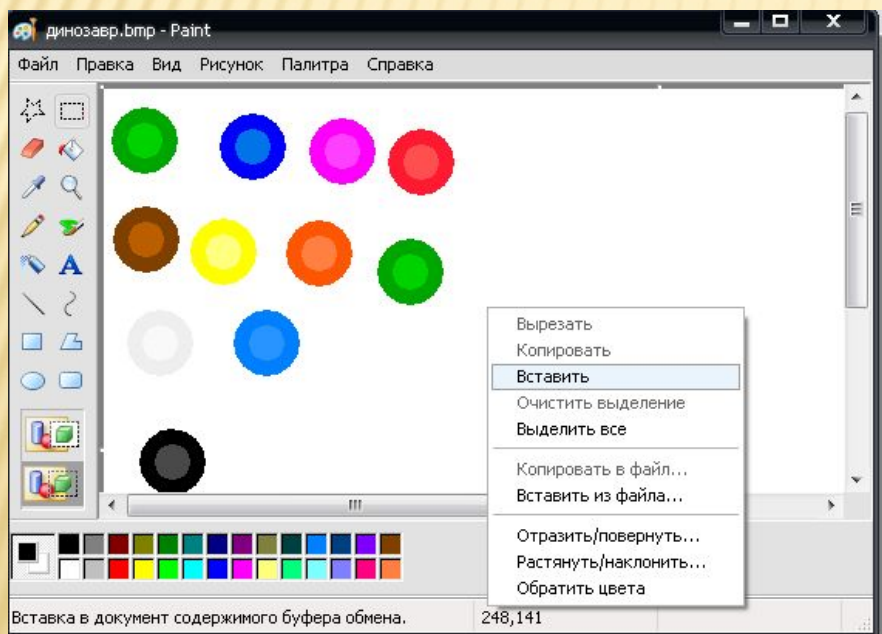 динозавр.bmp - Paint
Файл Правка Вид Рисунок Палитра Справка
A
Вырезать
Копировать
Вставить
Очистить выделение
Выделить все
Копировать в файл...
Вставить из файла...
Отразить/повернуть...
Растянуть/наклонить...
Обратить цвета
Вставка в документ содержимого буфера обмена. 248,141